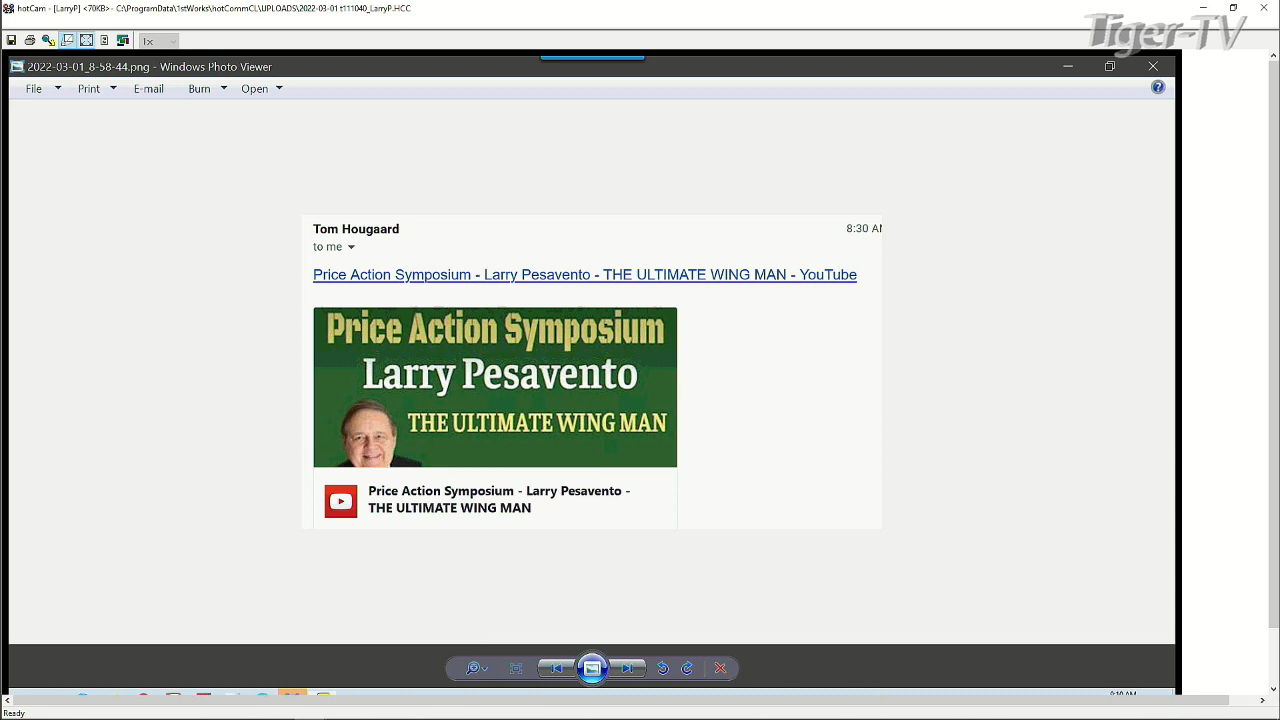 hotCam - [LarryP] <70KB>- C:\ProgramData\1stWorks\hotCommCL\UPLOADS\2022-03-01 t111040_LarryP.HCC
Tiger-TV
1x
2022-03-01_8-58-44.png - Windows Photo Viewer
File Print E-mail Burn Open
Tom Hougaard 8:30 AM
to me
Price Action Symposium - Larry Pesavento - THE ULTIMATE WING MAN - YouTube
Price Action Symposium
Larry Pesavento
THE ULTIMATE WING MAN
Price Action Symposium - Larry Pesavento -
THE ULTIMATE WING MAN
9:10 AM
Ready